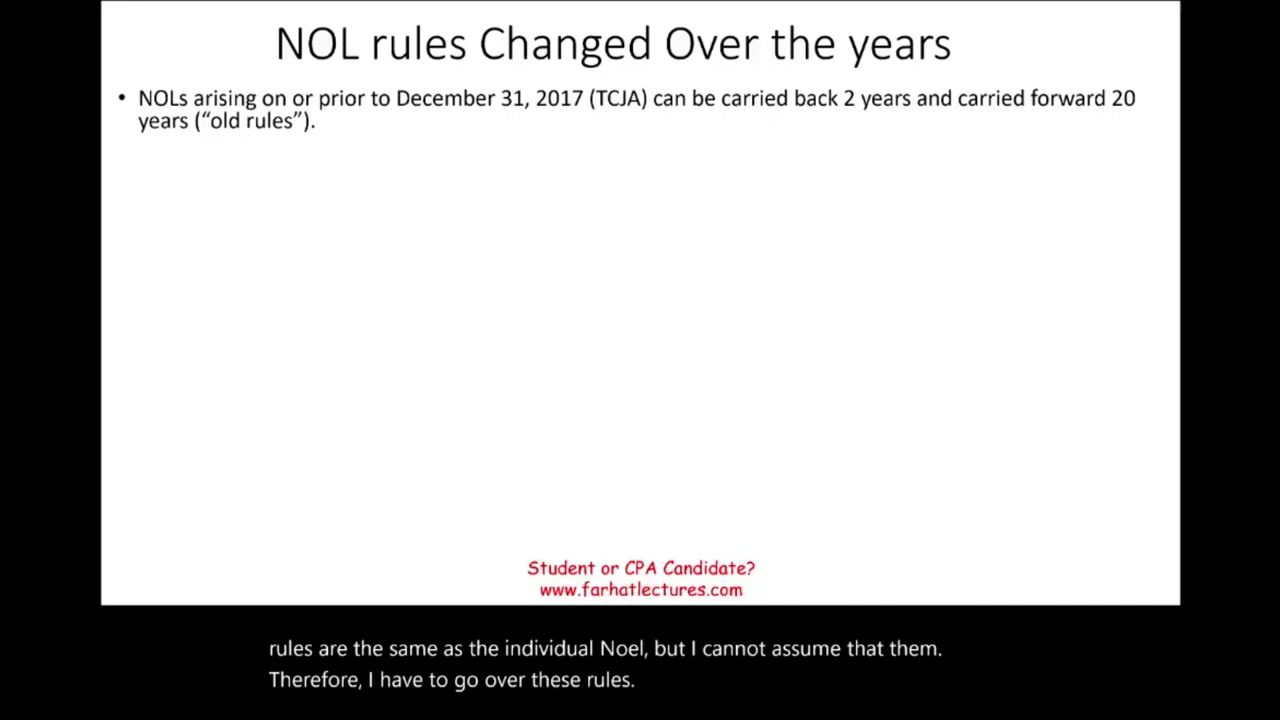 NOL rules Changed Over the years
• NOLs arising on or prior to December 31, 2017 (TCJA) can be carried back 2 years and carried forward 20
years (“old rules”).
Student or CPA Candidate?
www.farhatlectures.com
rules are the same as the individual Noel, but I cannot assume that them.
Therefore, I have to go over these rules.